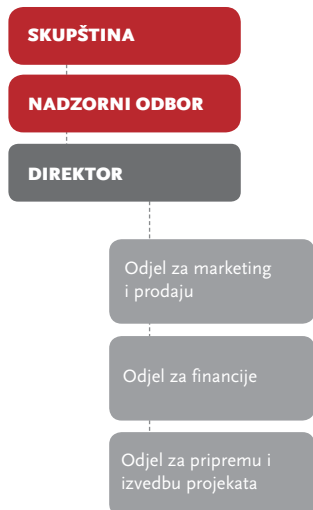 SKUPŠTINA
NADZORNI ODBOR
DIREKTOR
Odjel za marketing
i prodaju
Odjel za financije
Odjel za pripremu i
izvedbu projekata